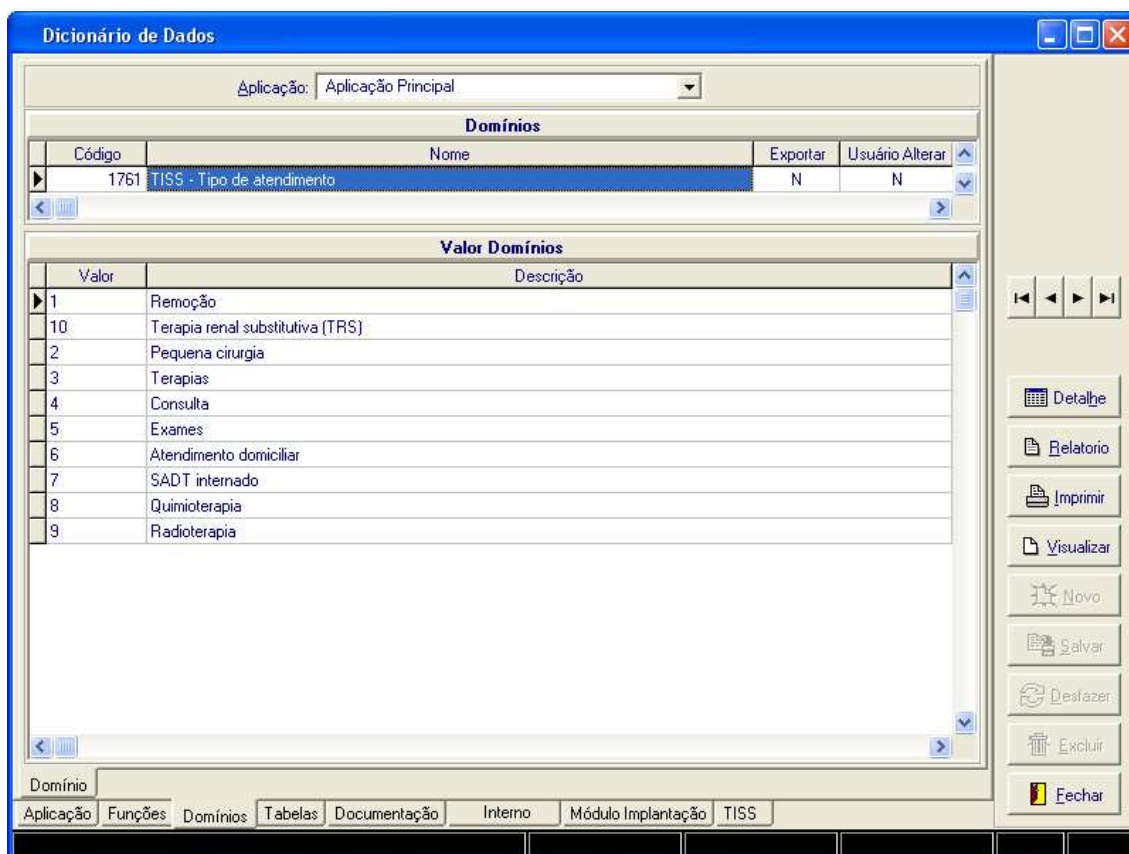 Dicionário de Dados
Aplicação: Aplicação Principal
Domínios
Código Nome Exportar Usuário Alterar
1761 TISS - Tipo de atendimento N N
Valor Domínios
Valor Descrição
1 Remoção
10 Terapia renal substitutiva (TRS)
2 Pequena cirurgia
3 Terapias
4 Consulta
5 Exames
6 Atendimento domiciliar
7 SADT internado
8 Quimioterapia
9 Radioterapia
Detalhe
Relatorio
Imprimir
Visualizar
Novo
Salvar
Desfazer
Excluir
Fechar
Domínio
Aplicação Funções Domínios Tabelas Documentação Interno Módulo Implantação TISS